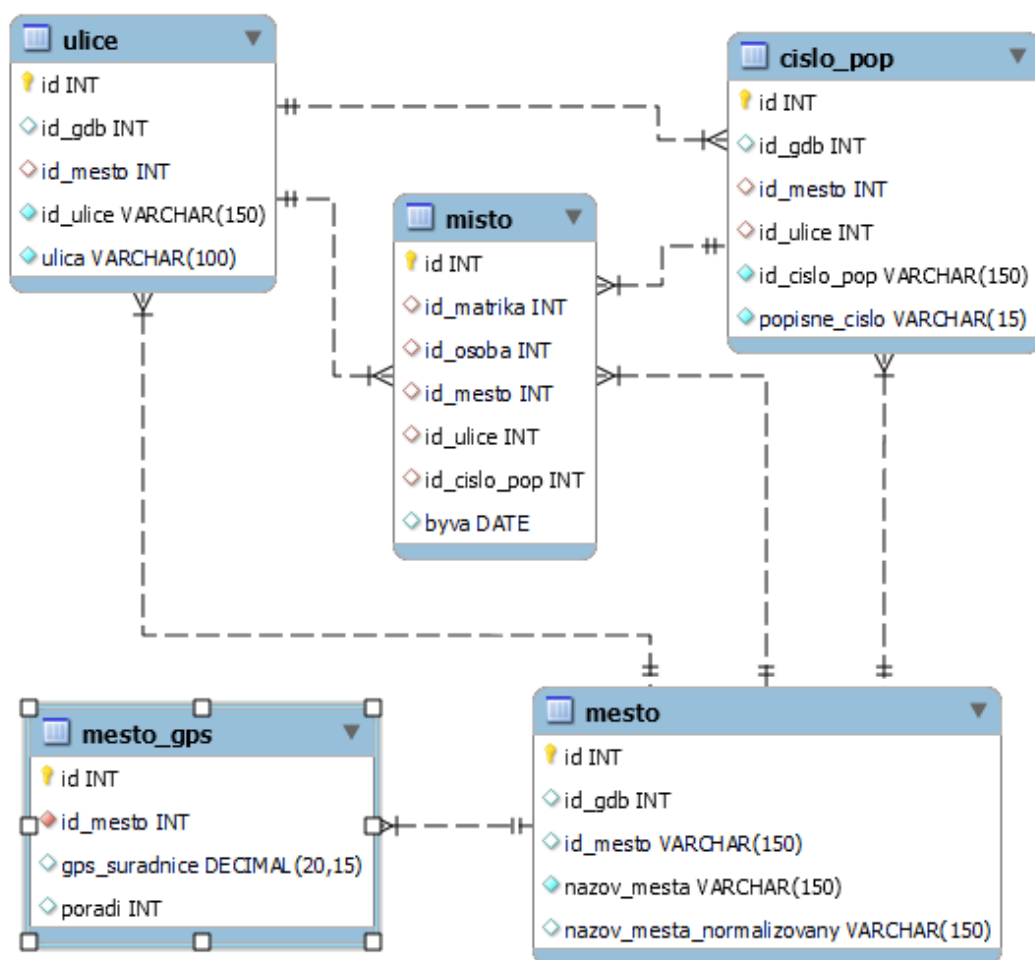 ulice
id INT
id_gdb INT
id_mesto INT
id_ulice VARCHAR(150)
ulica VARCHAR(100)
cislo_pop
id INT
id_gdb INT
id_mesto INT
id_ulice INT
id_cislo_pop VARCHAR(150)
popisne_cislo VARCHAR(15)
misto
id INT
id_matrika INT
id_osoba INT
id_mesto INT
id_ulice INT
id_cislo_pop INT
byva DATE
mesto_gps
id INT
id_mesto INT
gps_suradnice DECIMAL(20,15)
poradi INT
mesto
id INT
id_gdb INT
id_mesto VARCHAR(150)
nazov_mesta VARCHAR(150)
nazov_mesta_normalizovany VARCHAR(150)